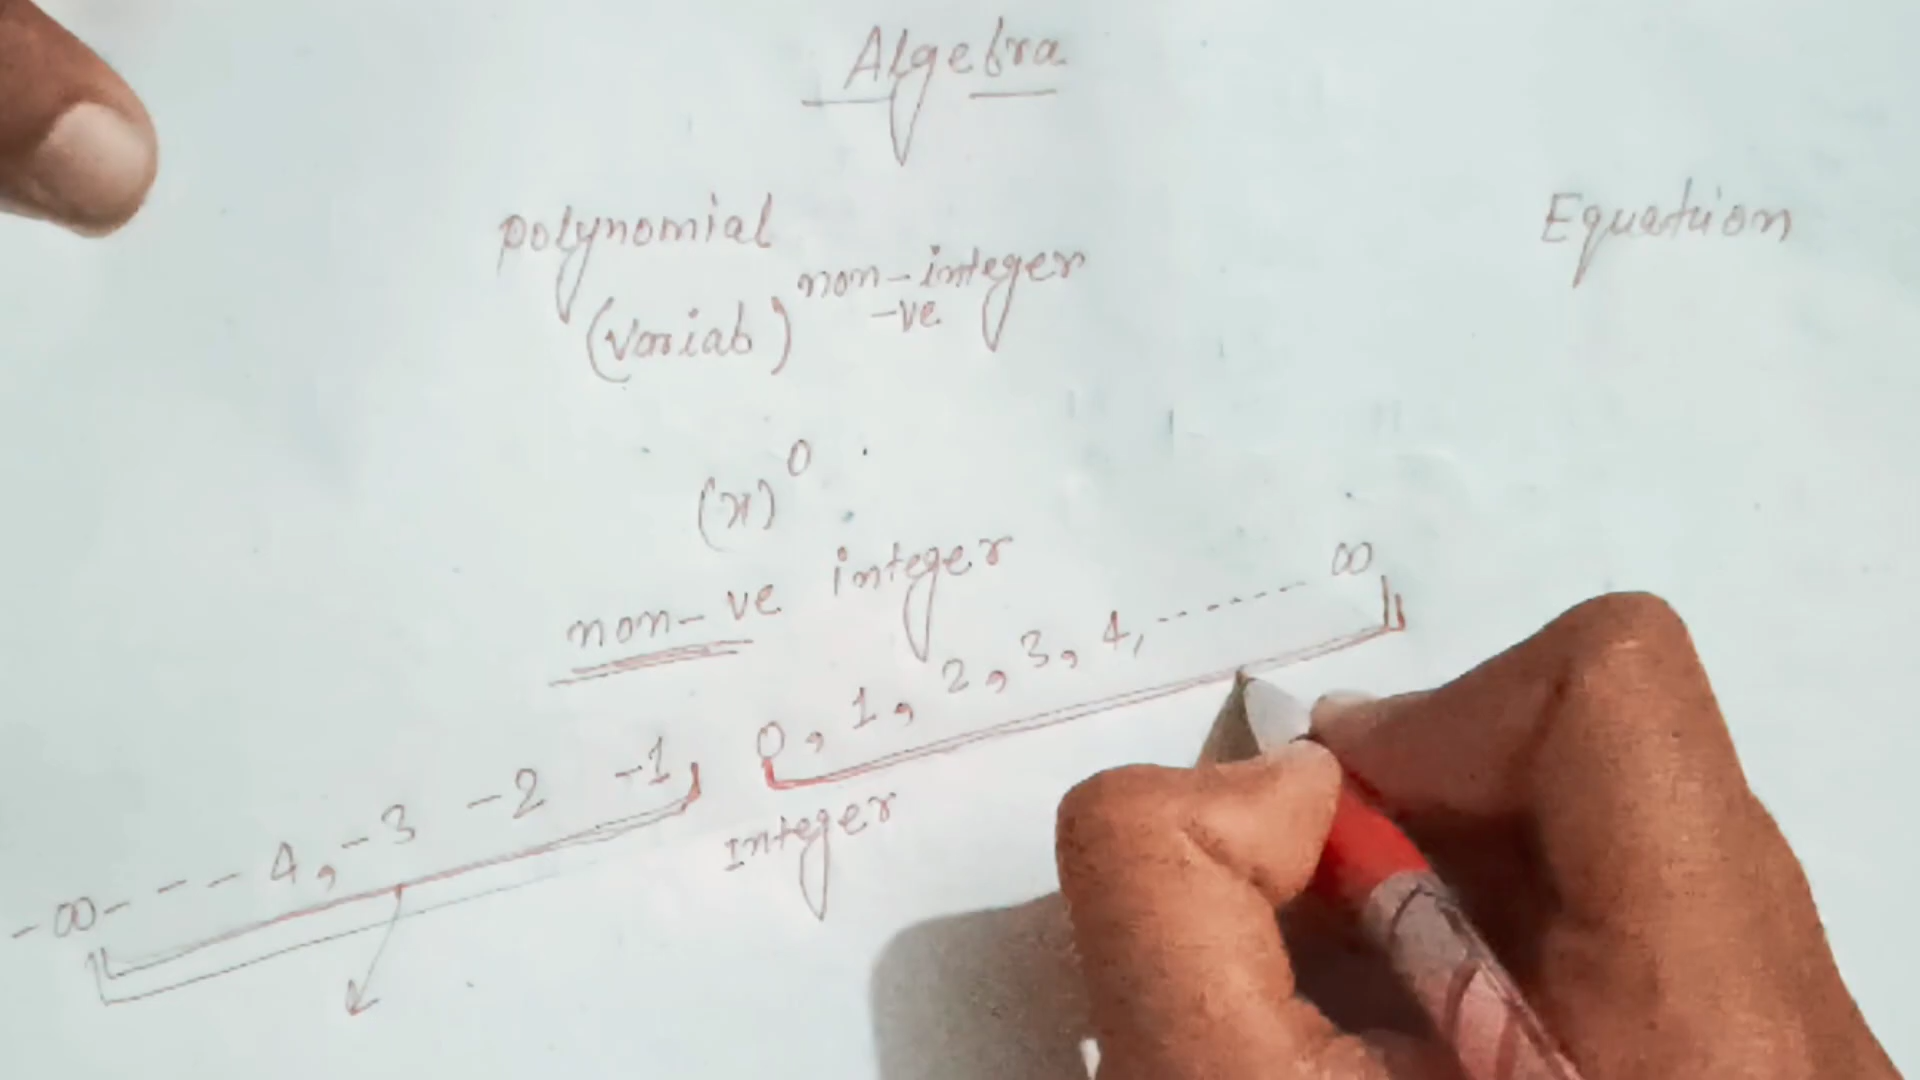 Algebra
polynomial
Equation
(variab) non-integer
-ve
(x)⁰
non-ve integer
-∞- - - 4, -3 -2 -1 0, 1, 2, 3, 4, ------- ∞
Integer